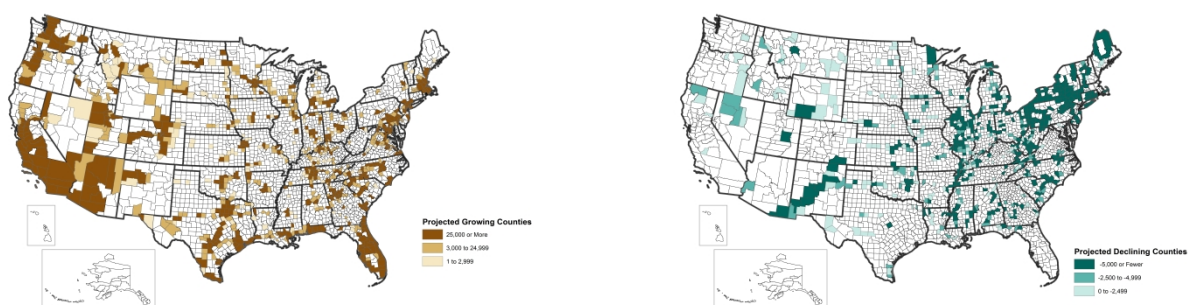 Projected Growing Counties
25,000 or More
3,000 to 24,999
1 to 2,999
Projected Declining Counties
-5,000 or Fewer
-2,500 to -4,999
0 to -2,499